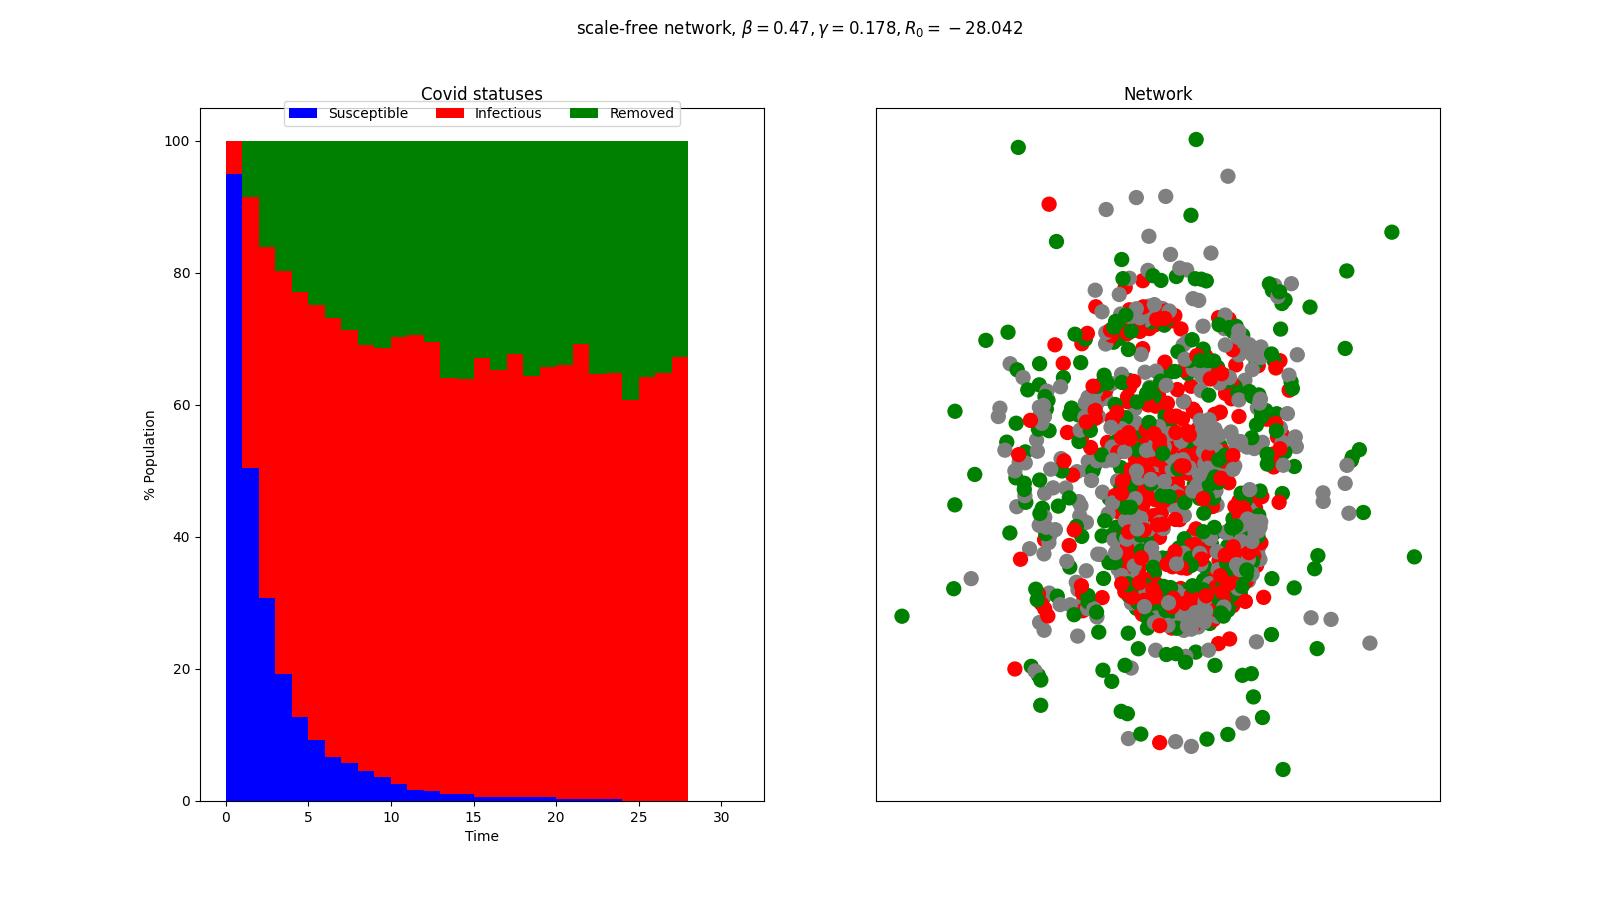 scale-free network, β = 0.47, γ = 0.178, R₀ = − 28.042
Covid statuses
Susceptible Infectious Removed
100
80
60
40
20
0
% Population
0 5 10 15 20 25 30
Time
Network